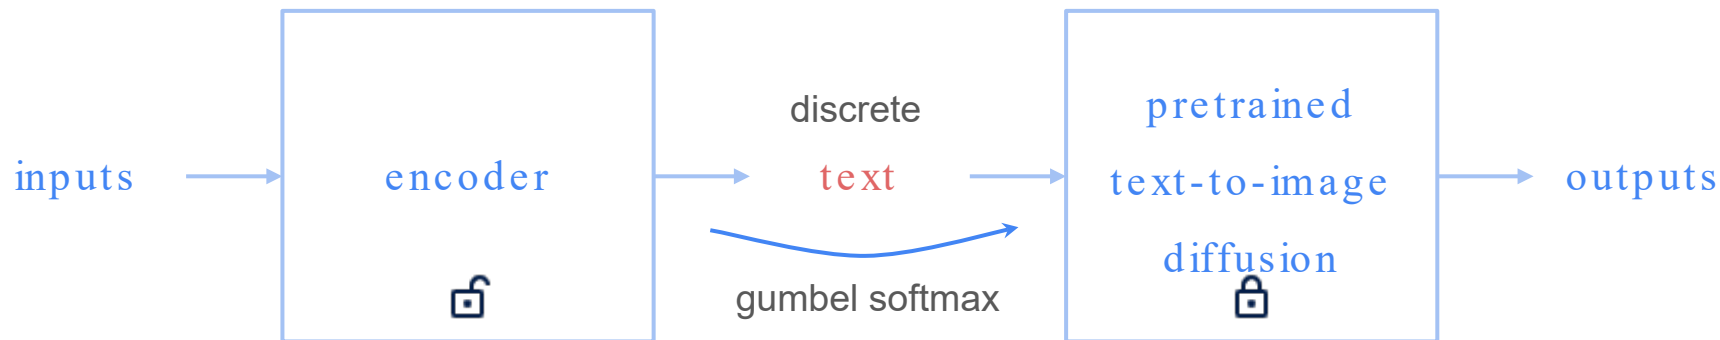 inputs
encoder
discrete
text
gumbel softmax
pretrained
text-to-image
diffusion
outputs